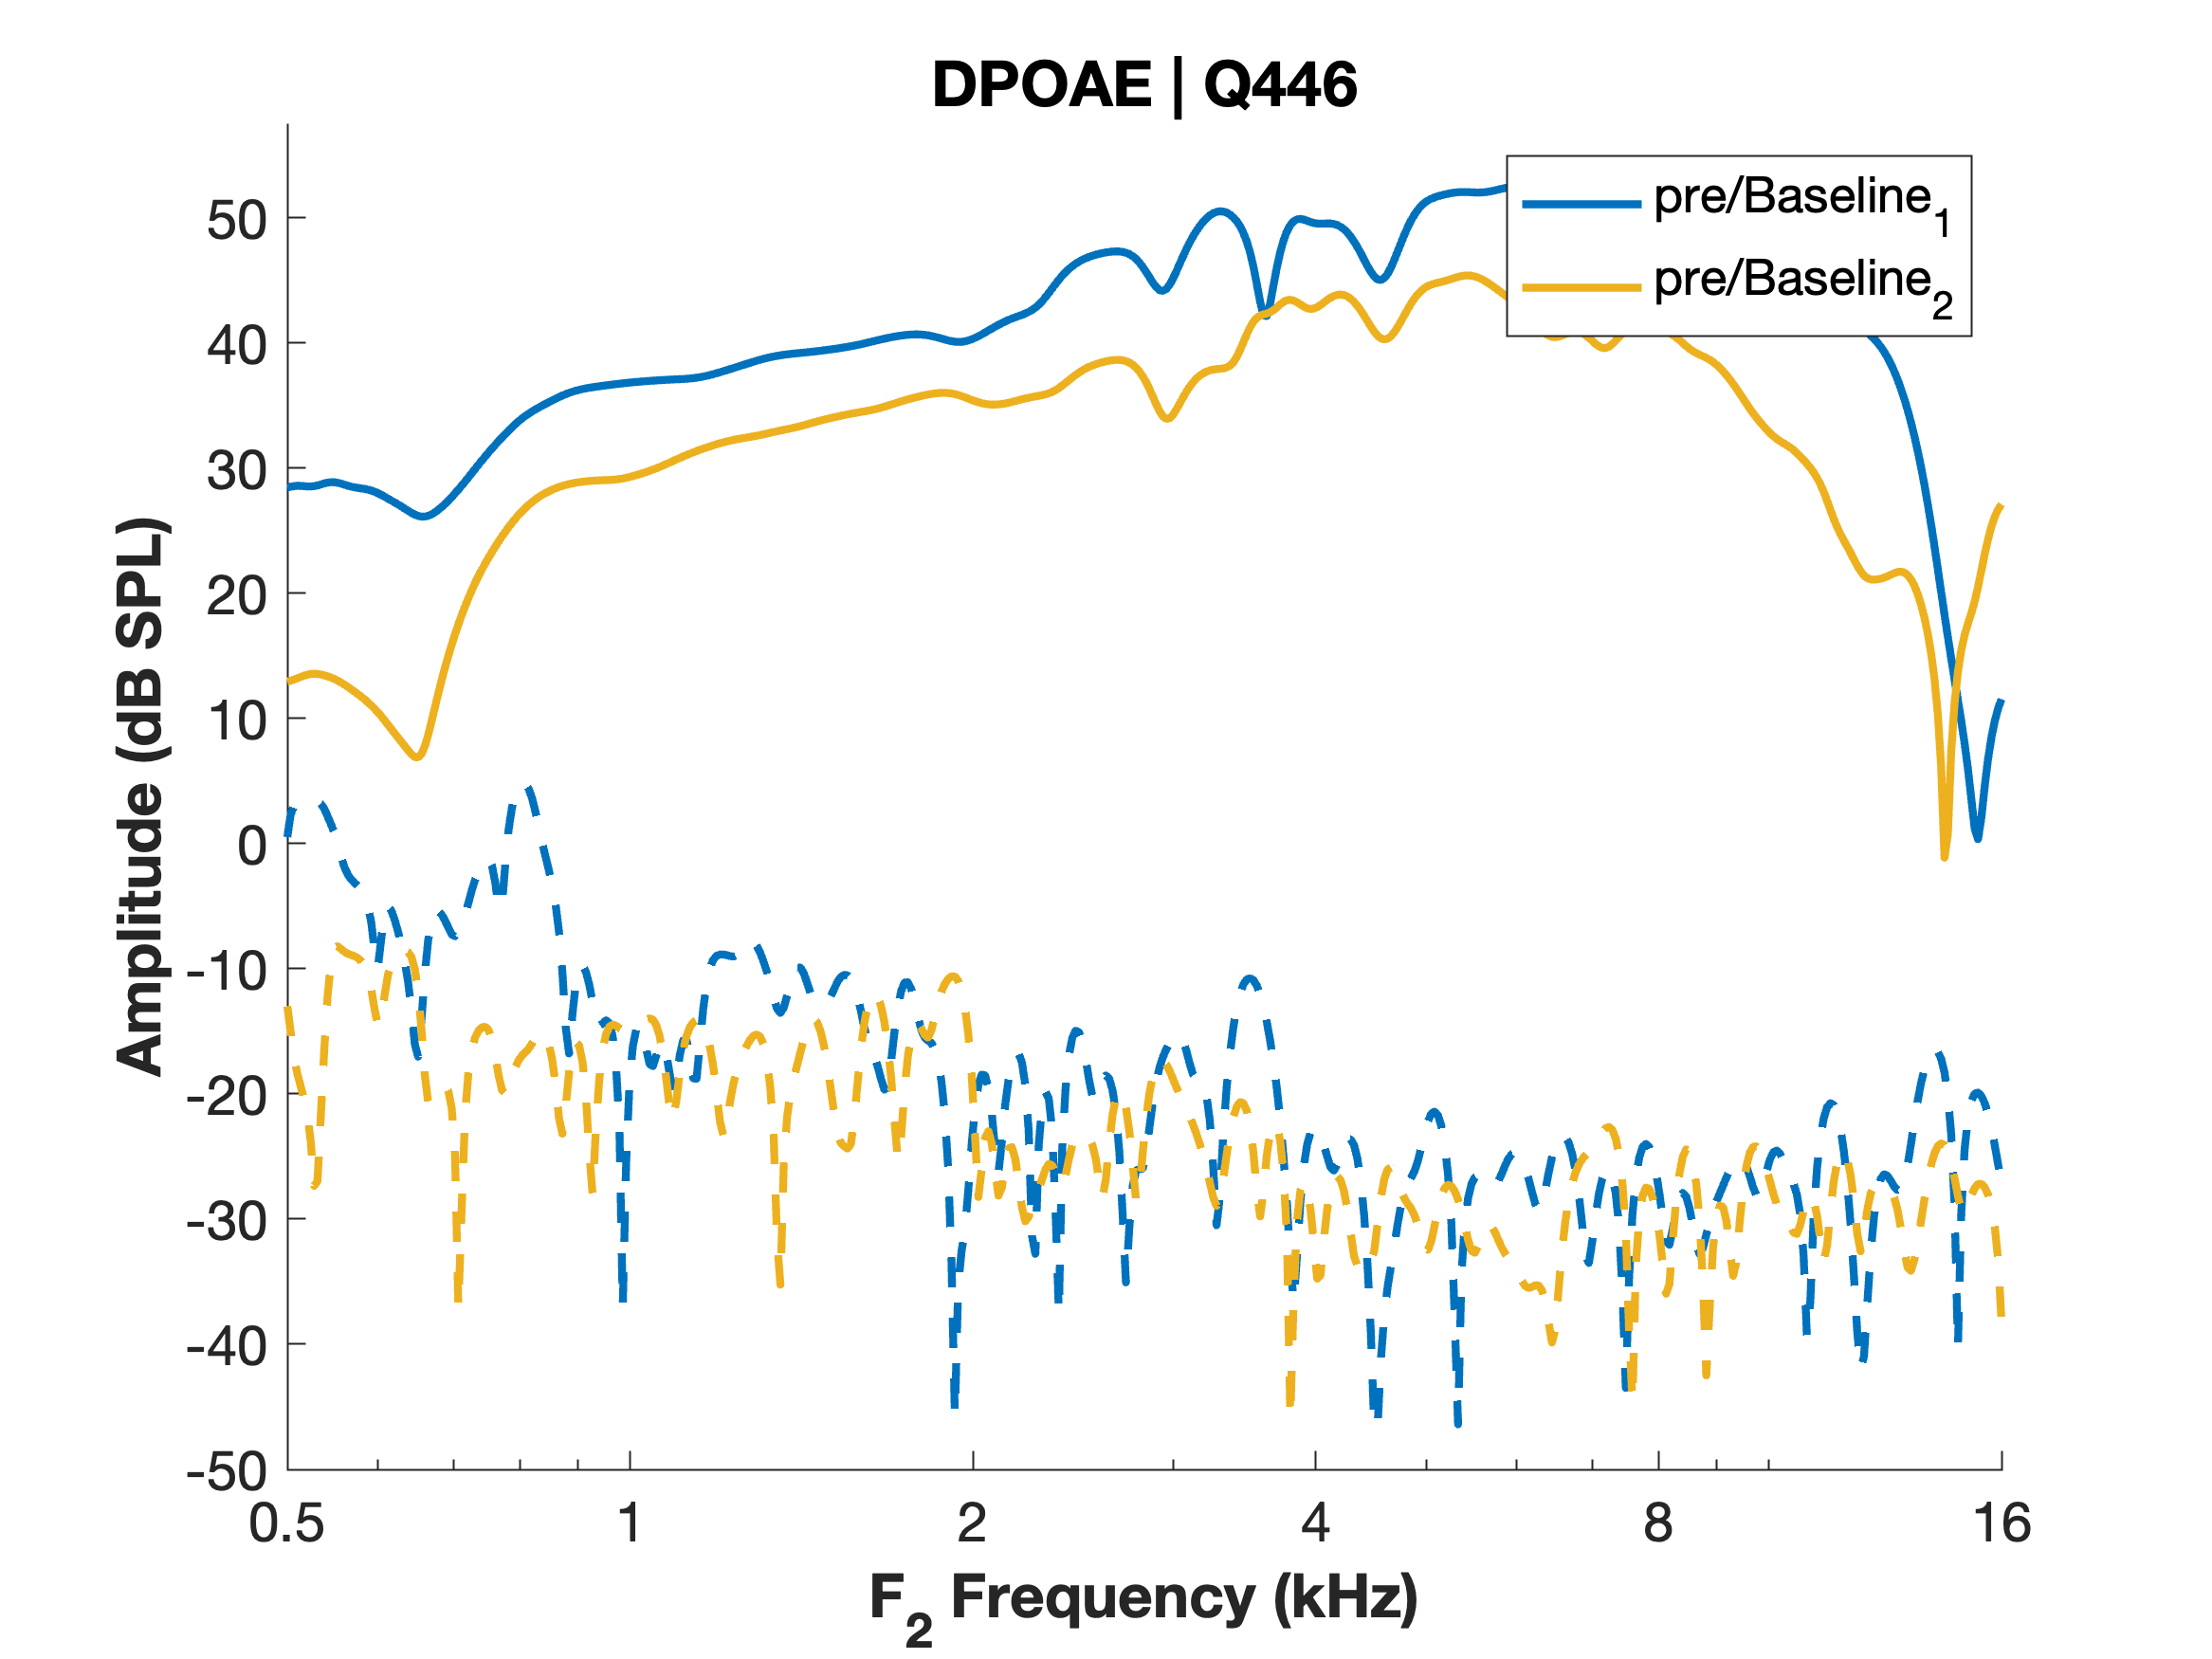 DPOAE | Q446
pre/Baseline₁
pre/Baseline₂
Amplitude (dB SPL)
50
40
30
20
10
0
-10
-20
-30
-40
-50
0.5 1 2 4 8 16
F₂ Frequency (kHz)